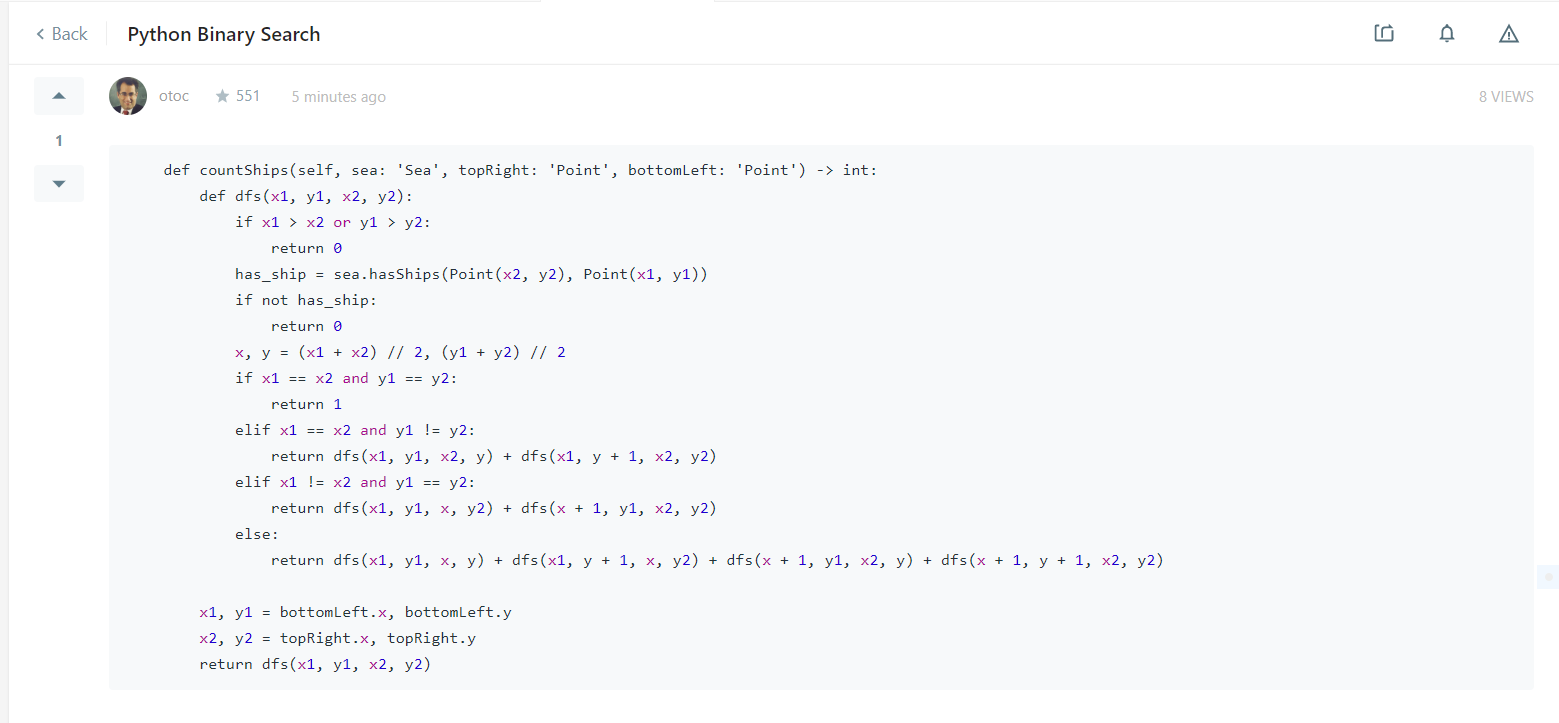 Back Python Binary Search
otoc 551 5 minutes ago 8 VIEWS
1
def countShips(self, sea: 'Sea', topRight: 'Point', bottomLeft: 'Point') -> int:
    def dfs(x1, y1, x2, y2):
        if x1 > x2 or y1 > y2:
            return 0
        has_ship = sea.hasShips(Point(x2, y2), Point(x1, y1))
        if not has_ship:
            return 0
        x, y = (x1 + x2) // 2, (y1 + y2) // 2
        if x1 == x2 and y1 == y2:
            return 1
        elif x1 == x2 and y1 != y2:
            return dfs(x1, y1, x2, y) + dfs(x1, y + 1, x2, y2)
        elif x1 != x2 and y1 == y2:
            return dfs(x1, y1, x, y2) + dfs(x + 1, y1, x2, y2)
        else:
            return dfs(x1, y1, x, y) + dfs(x1, y + 1, x, y2) + dfs(x + 1, y1, x2, y) + dfs(x + 1, y + 1, x2, y2)
    x1, y1 = bottomLeft.x, bottomLeft.y
    x2, y2 = topRight.x, topRight.y
    return dfs(x1, y1, x2, y2)